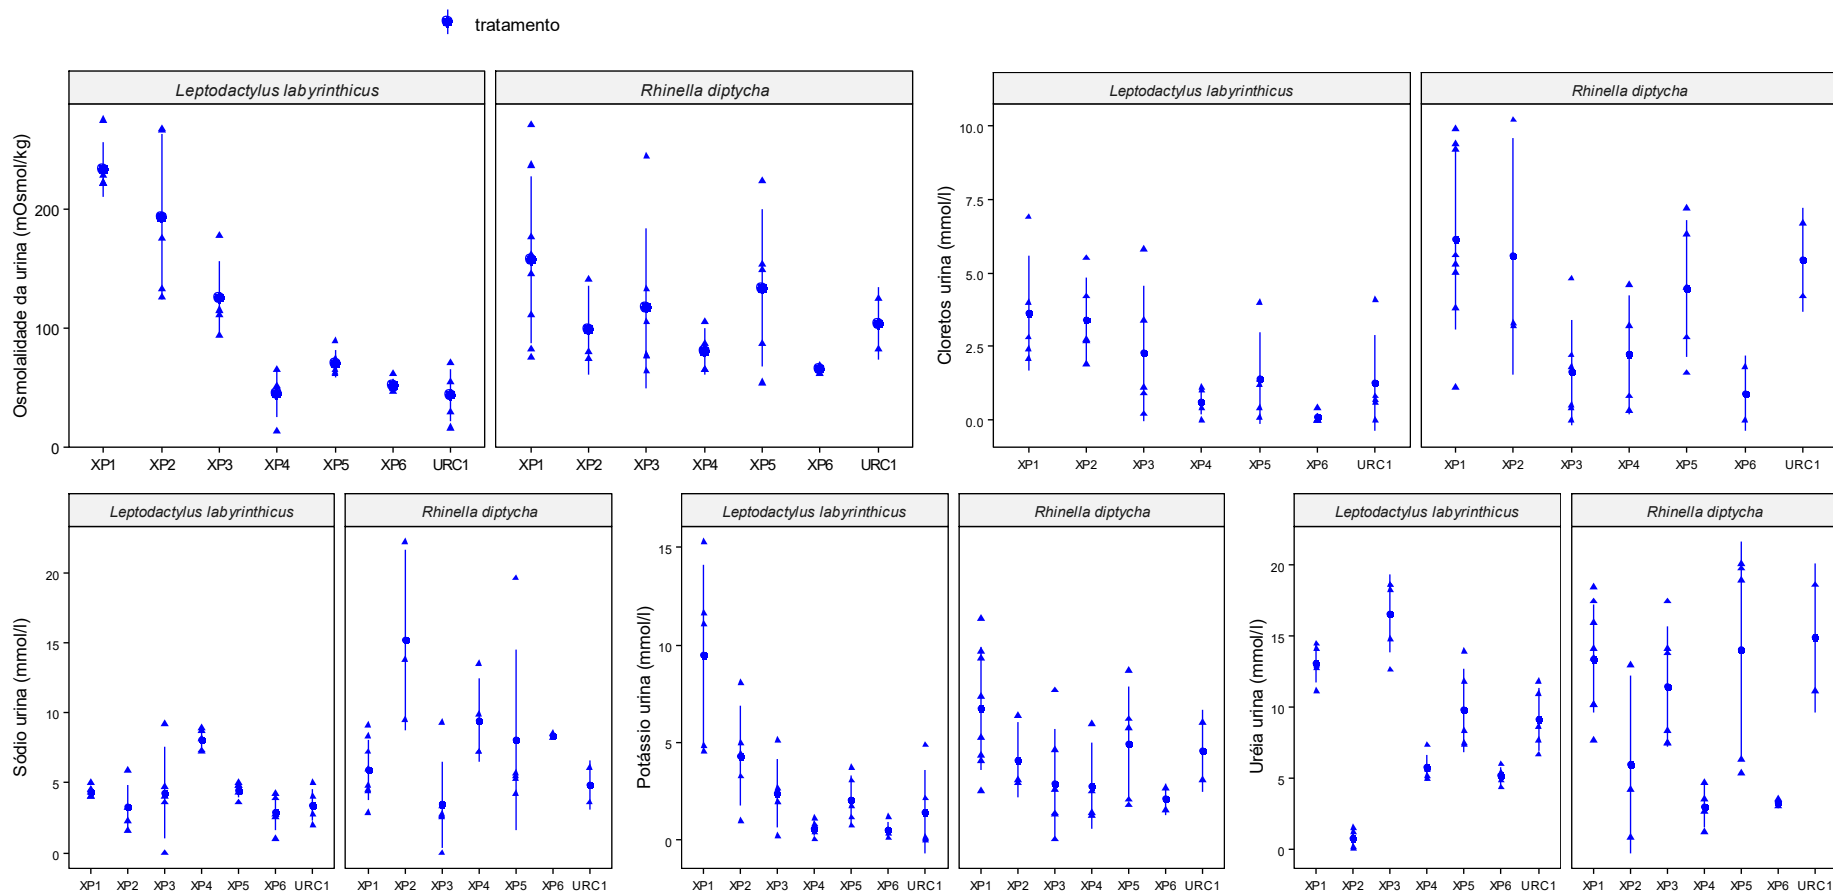 tratamento
Leptodactylus labyrinthicus
Rhinella diptycha
Osmolalidade da urina (mOsmol/kg)
200
100
0
XP1 XP2 XP3 XP4 XP5 XP6 URC1
XP1 XP2 XP3 XP4 XP5 XP6 URC1
Leptodactylus labyrinthicus
Rhinella diptycha
Cloretos urina (mmol/l)
10.0
7.5
5.0
2.5
0.0
XP1 XP2 XP3 XP4 XP5 XP6 URC1
XP1 XP2 XP3 XP4 XP5 XP6 URC1
Leptodactylus labyrinthicus
Rhinella diptycha
Sódio urina (mmol/l)
20
15
10
5
0
XP1 XP2 XP3 XP4 XP5 XP6 URC1
XP1 XP2 XP3 XP4 XP5 XP6 URC1
Leptodactylus labyrinthicus
Rhinella diptycha
Potássio urina (mmol/l)
15
10
5
0
XP1 XP2 XP3 XP4 XP5 XP6 URC1
XP1 XP2 XP3 XP4 XP5 XP6 URC1
Leptodactylus labyrinthicus
Rhinella diptycha
Uréia urina (mmol/l)
20
15
10
5
0
XP1 XP2 XP3 XP4 XP5 XP6 URC1
XP1 XP2 XP3 XP4 XP5 XP6 URC1